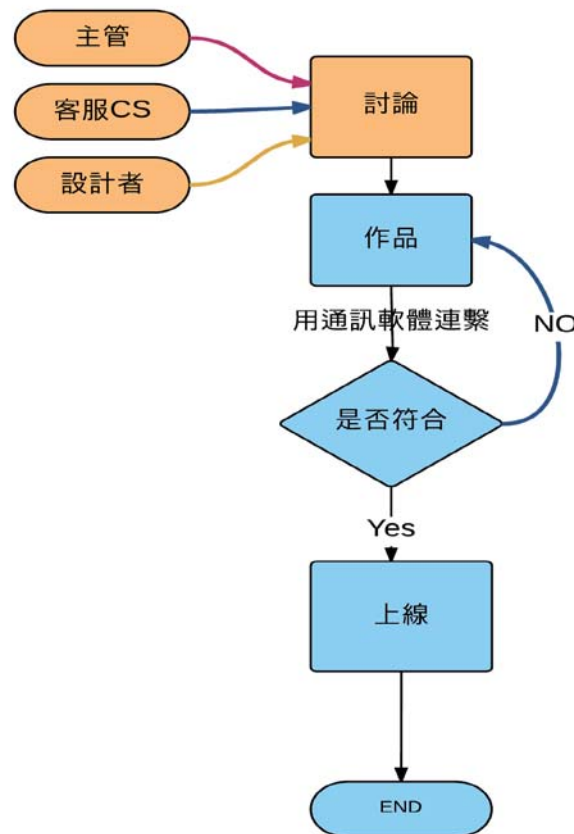 主管
客服CS
設計者
討論
作品
用通訊軟體連繫
NO
是否符合
Yes
上線
END